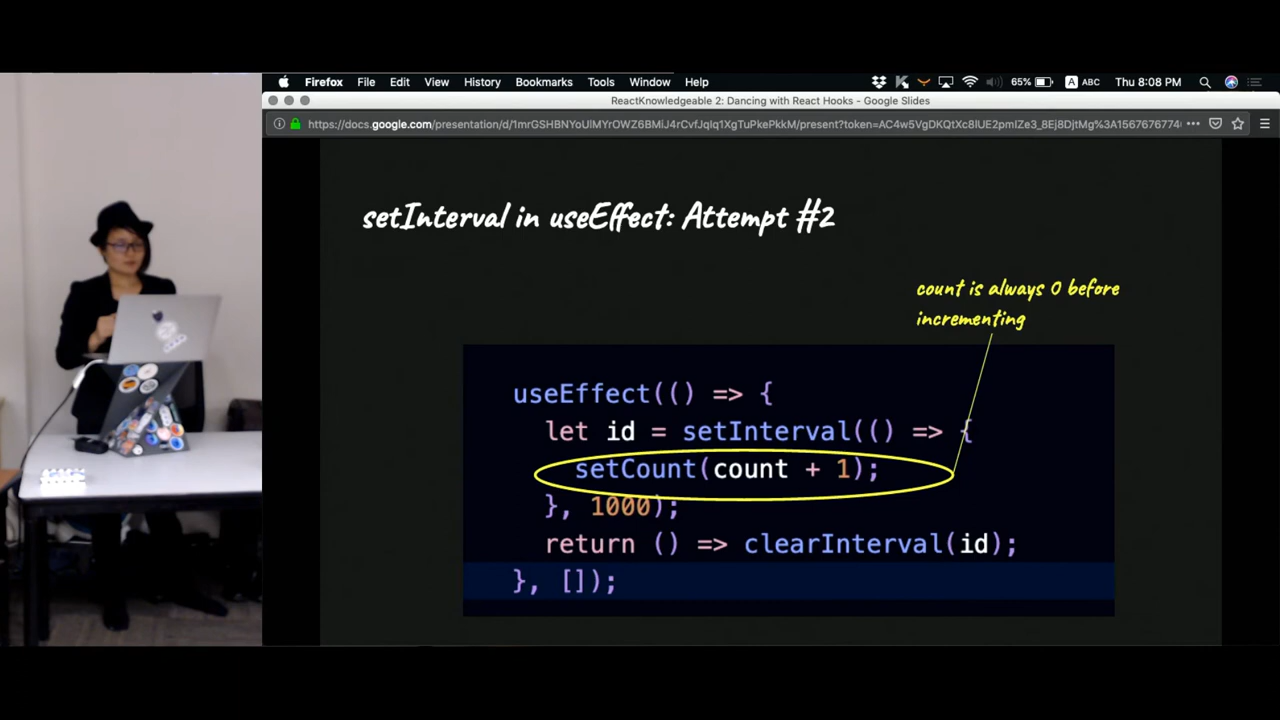 Firefox File Edit View History Bookmarks Tools Window Help 65% A ABC Thu 8:08 PM
ReactKnowledgeable 2: Dancing with React Hooks - Google Slides
setInterval in useEffect: Attempt #2
count is always 0 before
incrementing
useEffect(() => {
let id = setInterval(() => {
setCount(count + 1);
}, 1000);
return () => clearInterval(id);
}, []);